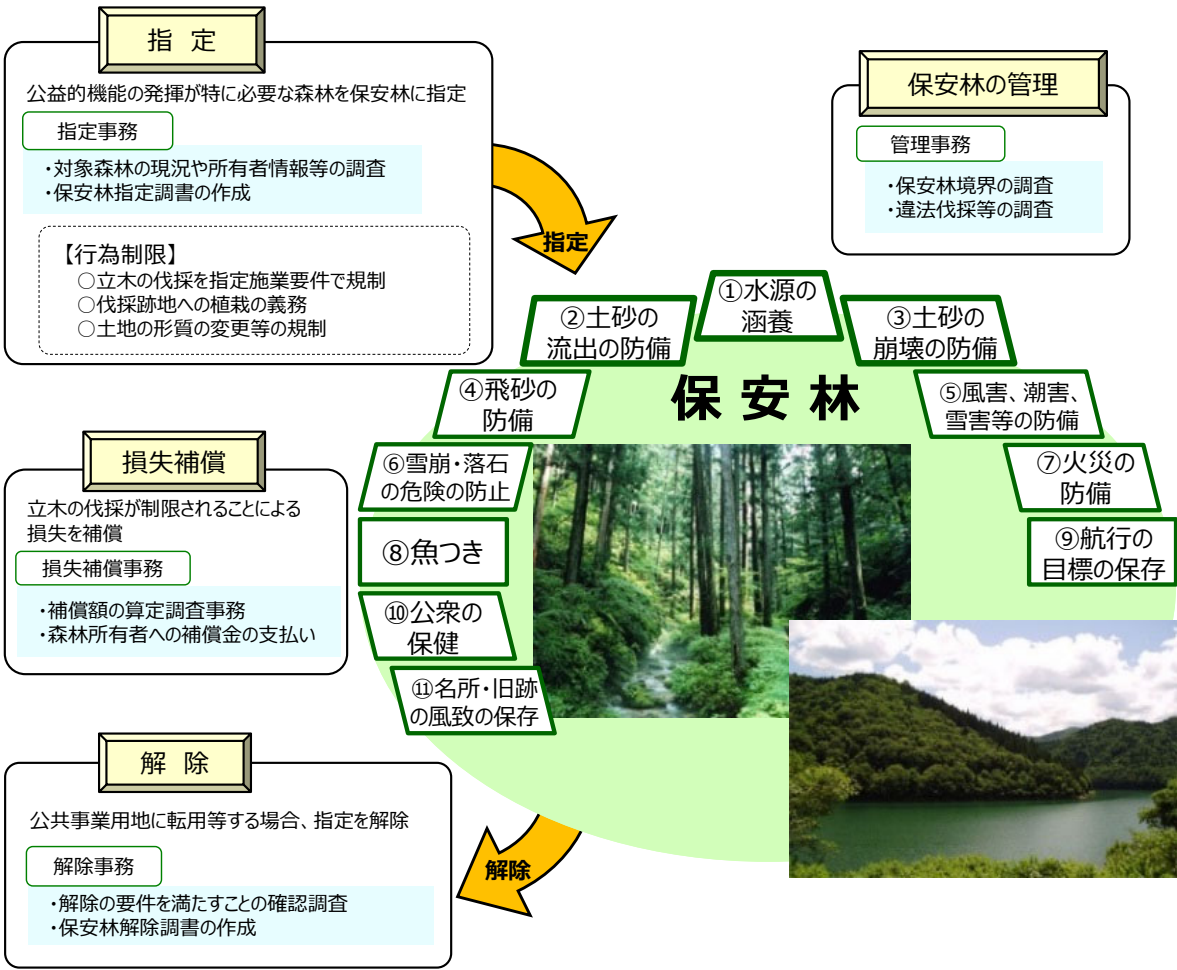 指 定
公益的機能の発揮が特に必要な森林を保安林に指定
指定事務
・対象森林の現況や所有者情報等の調査
・保安林指定調書の作成
【行為制限】
○立木の伐採を指定施業要件で規制
○伐採跡地への植栽の義務
○土地の形質の変更等の規制
指定
保安林の管理
管理事務
・保安林境界の調査
・違法伐採等の調査
保 安 林
①水源の
涵養
②土砂の
流出の防備
③土砂の
崩壊の防備
④飛砂の
防備
⑤風害、潮害、
雪害等の防備
⑥雪崩・落石
の危険の防止
⑦火災の
防備
⑧魚つき
⑨航行の
目標の保存
⑩公衆の
保健
⑪名所・旧跡
の風致の保存
損失補償
立木の伐採が制限されることによる
損失を補償
損失補償事務
・補償額の算定調査事務
・森林所有者への補償金の支払い
解 除
公共事業用地に転用等する場合、指定を解除
解除事務
・解除の要件を満たすことの確認調査
・保安林解除調書の作成
解除